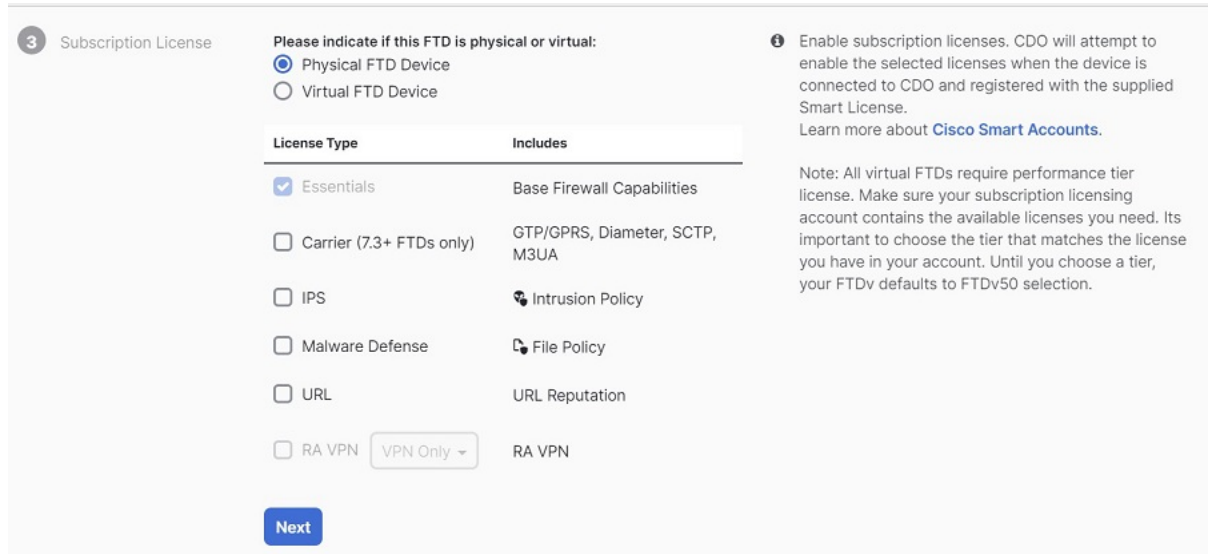 3 Subscription License
Please indicate if this FTD is physical or virtual:
Physical FTD Device
Virtual FTD Device
License Type Includes
Essentials Base Firewall Capabilities
Carrier (7.3+ FTDs only) GTP/GPRS, Diameter, SCTP,
M3UA
IPS Intrusion Policy
Malware Defense File Policy
URL URL Reputation
RA VPN VPN Only RA VPN
Next
Enable subscription licenses. CDO will attempt to
enable the selected licenses when the device is
connected to CDO and registered with the supplied
Smart License.
Learn more about Cisco Smart Accounts.
Note: All virtual FTDs require performance tier
license. Make sure your subscription licensing
account contains the available licenses you need. Its
important to choose the tier that matches the license
you have in your account. Until you choose a tier,
your FTDv defaults to FTDv50 selection.